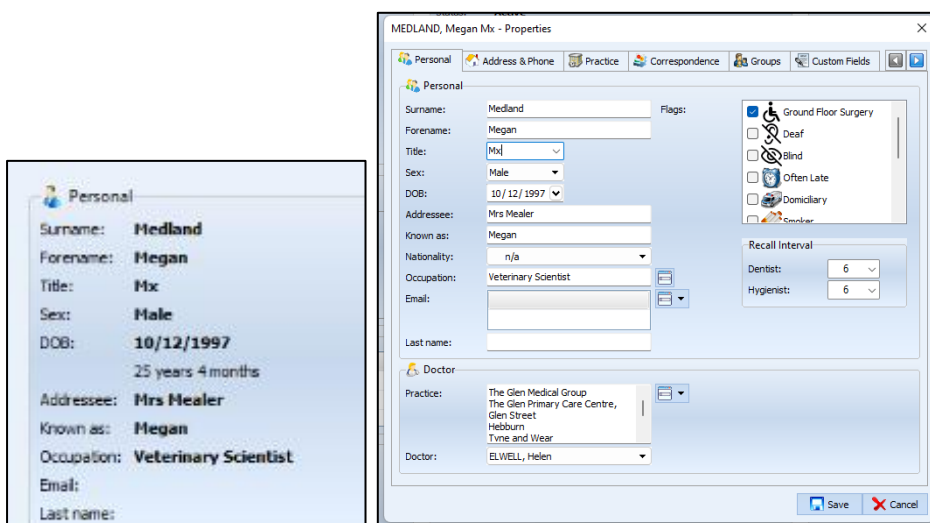 Personal
Surname: Medland
Forename: Megan
Title: Mx
Sex: Male
DOB: 10/12/1997
25 years 4 months
Addressee: Mrs Mealer
Known as: Megan
Occupation: Veterinary Scientist
Email:
Last name:
MEDLAND, Megan Mx - Properties
Personal Address & Phone Practice Correspondence Groups Custom Fields
Personal
Surname: Medland Flags:
Forename: Megan
Title: Mx
Sex: Male
DOB: 10/12/1997
Addressee: Mrs Mealer
Known as: Megan
Nationality: n/a
Occupation: Veterinary Scientist
Email:
Last name:
Ground Floor Surgery
Deaf
Blind
Often Late
Domiciliary
Smoker
Recall Interval
Dentist: 6
Hygienist: 6
Doctor
Practice: The Glen Medical Group
The Glen Primary Care Centre,
Glen Street
Hebburn
Tyne and Wear
Doctor: ELWELL, Helen
Save Cancel